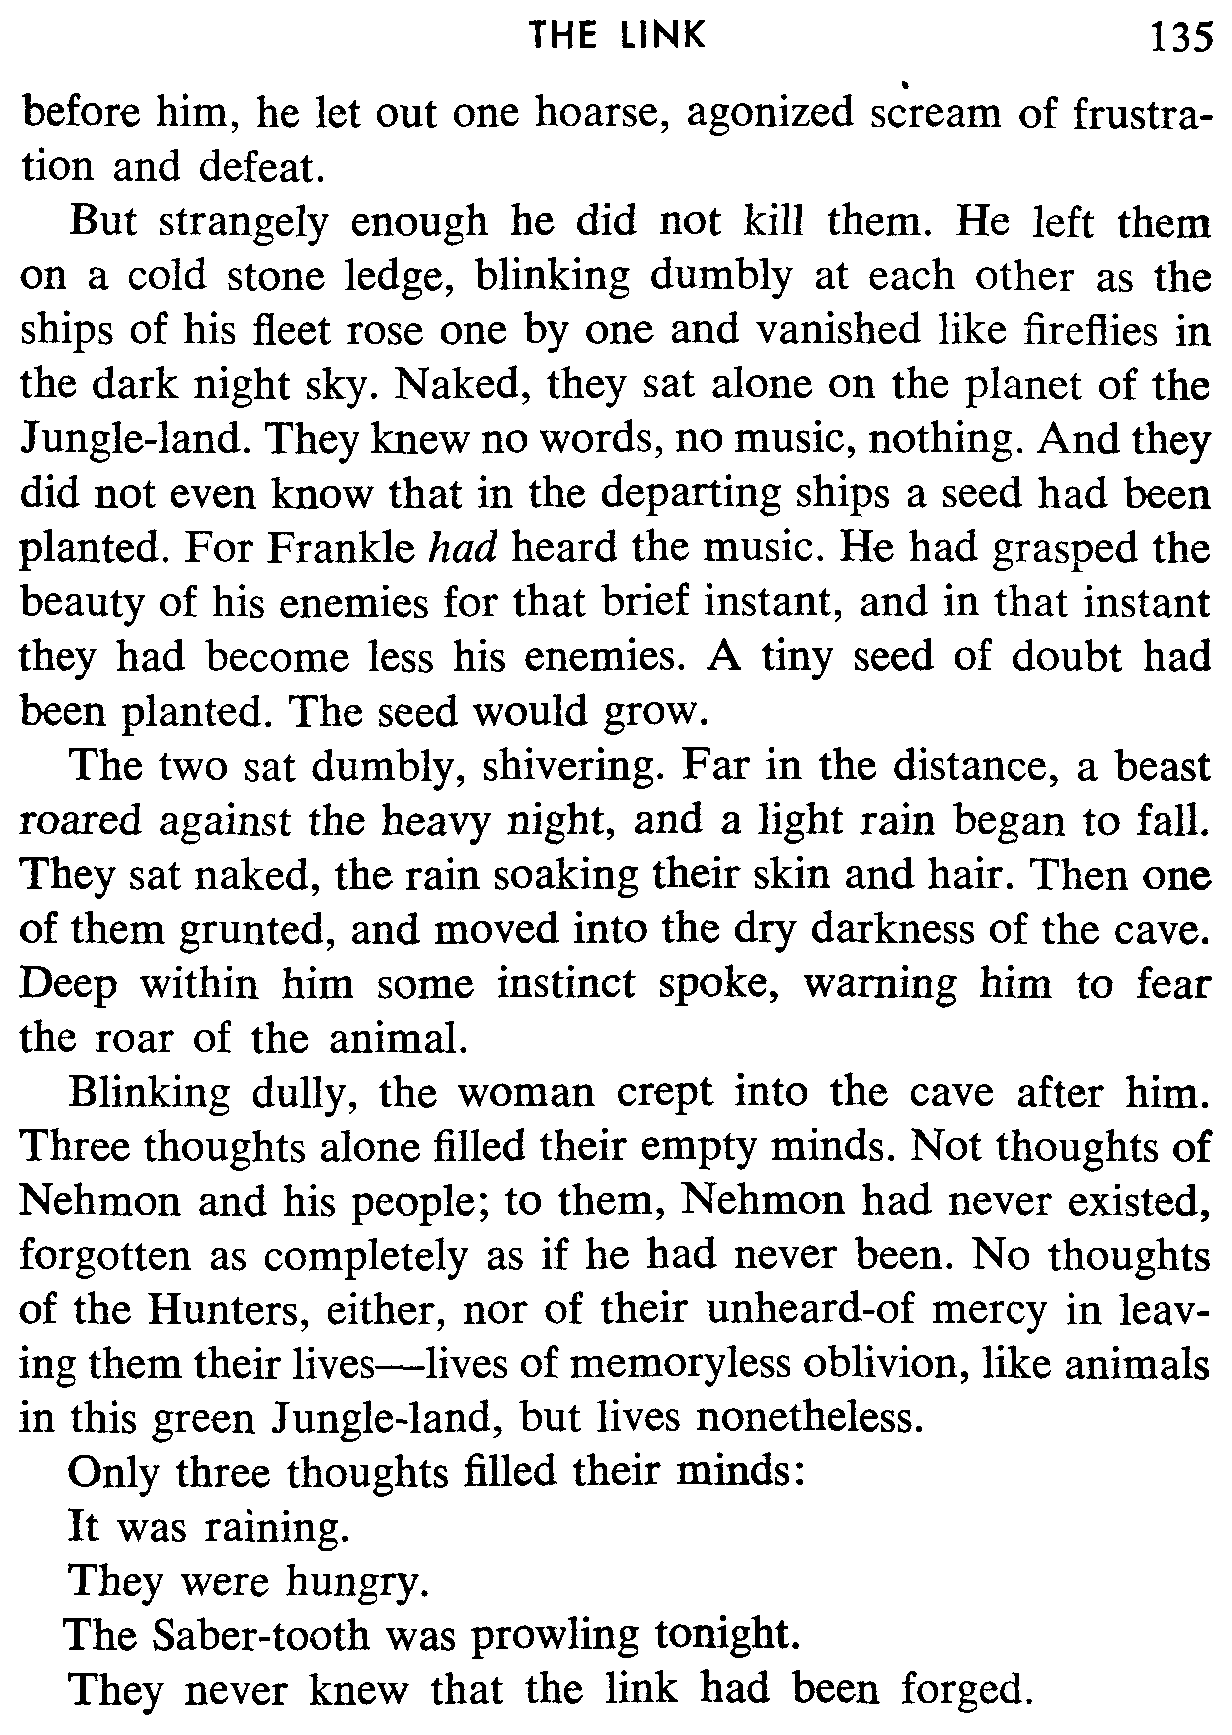 THE LINK 135
before him, he let out one hoarse, agonized scream of frustra-
tion and defeat.
But strangely enough he did not kill them. He left them
on a cold stone ledge, blinking dumbly at each other as the
ships of his fleet rose one by one and vanished like fireflies in
the dark night sky. Naked, they sat alone on the planet of the
Jungle-land. They knew no words, no music, nothing. And they
did not even know that in the departing ships a seed had been
planted. For Frankle had heard the music. He had grasped the
beauty of his enemies for that brief instant, and in that instant
they had become less his enemies. A tiny seed of doubt had
been planted. The seed would grow.
The two sat dumbly, shivering. Far in the distance, a beast
roared against the heavy night, and a light rain began to fall.
They sat naked, the rain soaking their skin and hair. Then one
of them grunted, and moved into the dry darkness of the cave.
Deep within him some instinct spoke, warning him to fear
the roar of the animal.
Blinking dully, the woman crept into the cave after him.
Three thoughts alone filled their empty minds. Not thoughts of
Nehmon and his people; to them, Nehmon had never existed,
forgotten as completely as if he had never been. No thoughts
of the Hunters, either, nor of their unheard-of mercy in leav-
ing them their lives—lives of memoryless oblivion, like animals
in this green Jungle-land, but lives nonetheless.
Only three thoughts filled their minds:
It was raining.
They were hungry.
The Saber-tooth was prowling tonight.
They never knew that the link had been forged.